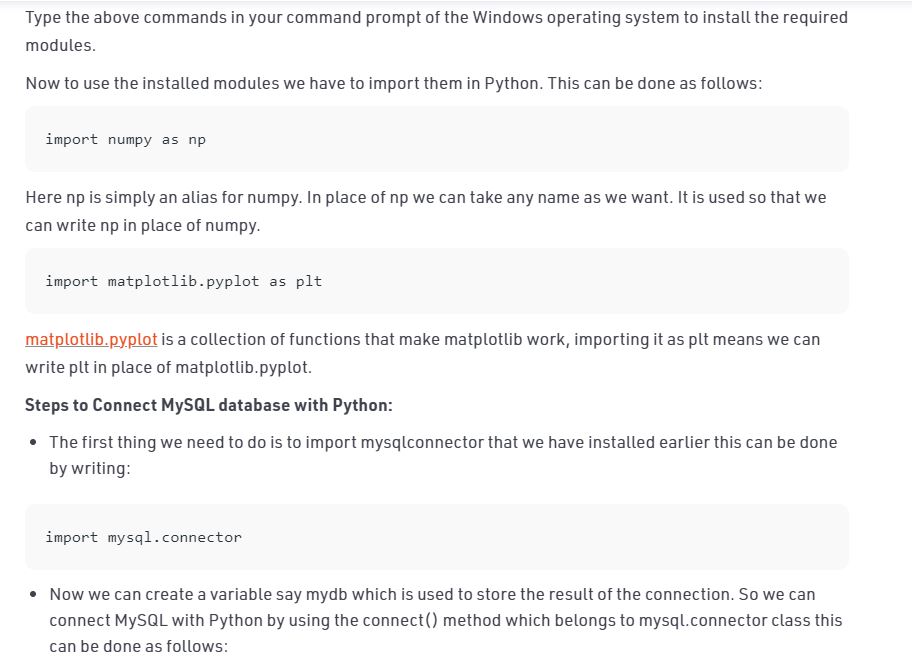 Type the above commands in your command prompt of the Windows operating system to install the required
modules.
Now to use the installed modules we have to import them in Python. This can be done as follows:
import numpy as np
Here np is simply an alias for numpy. In place of np we can take any name as we want. It is used so that we
can write np in place of numpy.
import matplotlib.pyplot as plt
matplotlib.pyplot is a collection of functions that make matplotlib work, importing it as plt means we can
write plt in place of matplotlib.pyplot.
Steps to Connect MySQL database with Python:
• The first thing we need to do is to import mysqlconnector that we have installed earlier this can be done
by writing:
import mysql.connector
• Now we can create a variable say mydb which is used to store the result of the connection. So we can
connect MySQL with Python by using the connect() method which belongs to mysql.connector class this
can be done as follows: